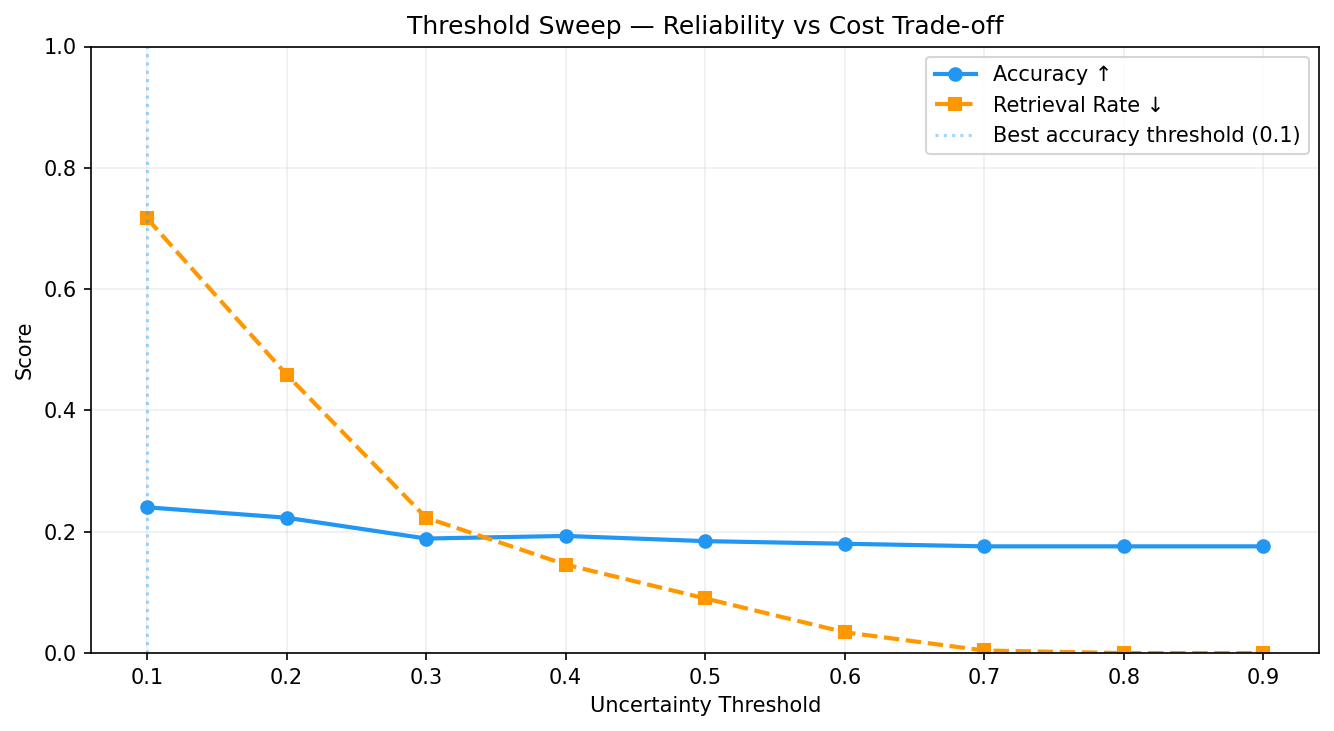 Threshold Sweep — Reliability vs Cost Trade-off
1.0
0.8
0.6
0.4
0.2
0.0
Score
Accuracy ↑
Retrieval Rate ↓
Best accuracy threshold (0.1)
0.1 0.2 0.3 0.4 0.5 0.6 0.7 0.8 0.9
Uncertainty Threshold